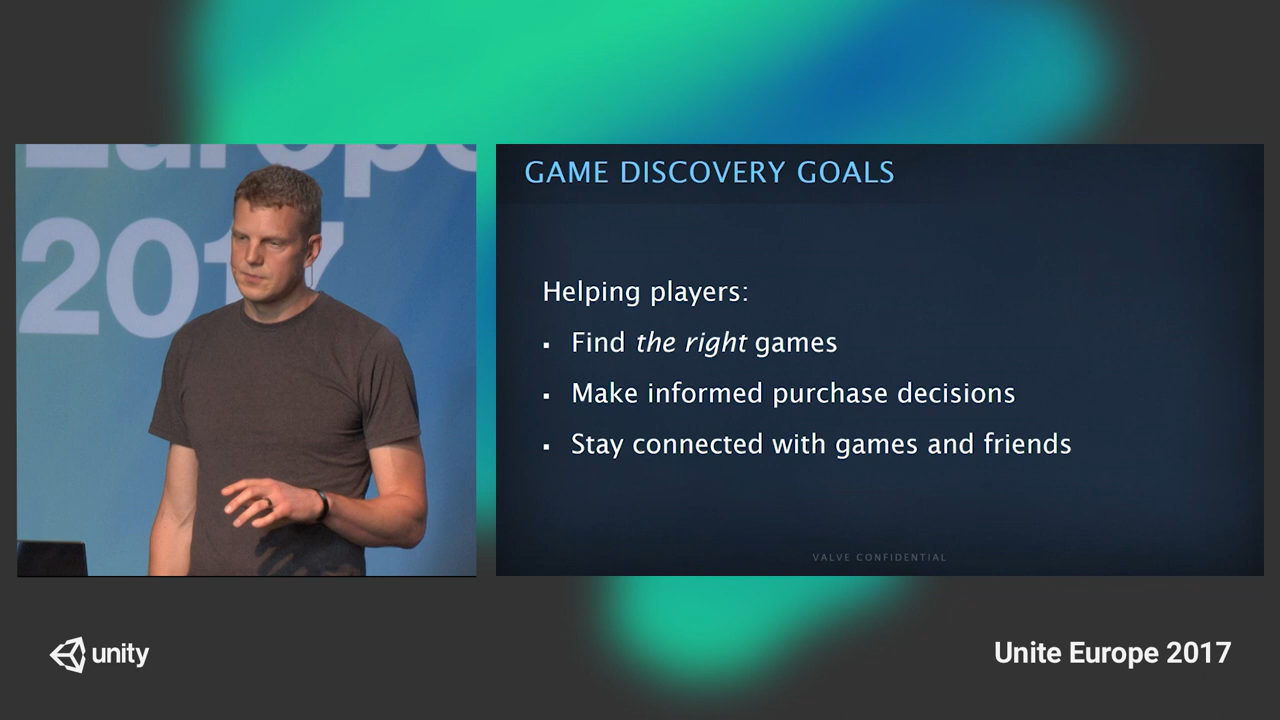 Europe
2017
GAME DISCOVERY GOALS
Helping players:
▪ Find the right games
▪ Make informed purchase decisions
▪ Stay connected with games and friends
VALVE CONFIDENTIAL
unity
Unite Europe 2017